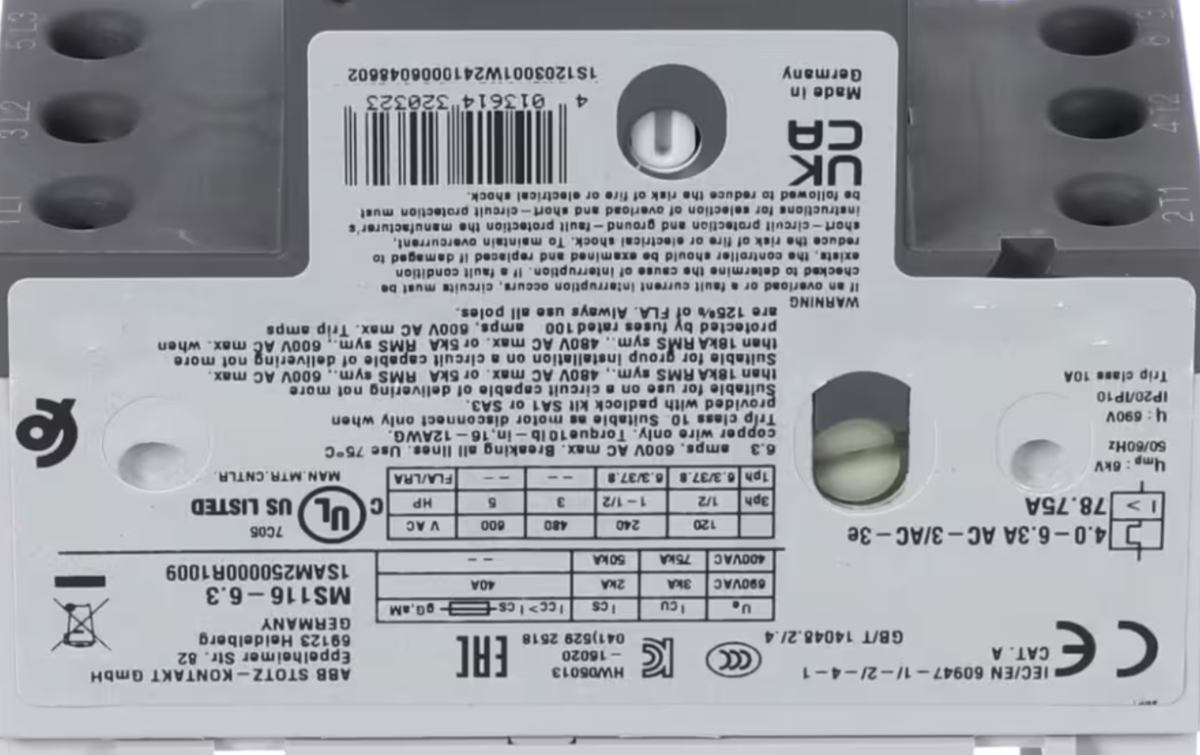 CE
IEC/EN 60947-1/-2/-4-1
CAT. A
GB/T 14048.2/.4
CCC
HW05013
-16020
041)529 2518
EAC
ABB STOTZ-KONTAKT GmbH
Eppelheimer Str. 82
69123 Heidelberg
GERMANY
MS116-6.3
1SAM250000R1009
Ue Icu Ics Icc>Ics gG,aM
690VAC 3kA 2kA 40A
400VAC 75kA 50kA --
4.0-6.3A AC-3/AC-3e
I > 78.75A
Uimp: 6kV
50/60Hz
Ui : 690V
IP20/IP10
Trip class 10A
120 240 480 600 V AC
3ph 1/2 1-1/2 3 5 HP
1ph 6.3/37.8 6.3/37.8 -- -- FLA/LRA
7C05
C UL US LISTED
MAN.MTR.CNTLR.
6.3 amps, 600V AC max. Breaking all lines. Use 75°C
copper wire only. Torque10lb-in,16-12AWG.
Trip class 10. Suitable as motor disconnect only when
provided with padlock kit SA1 or SA3.
Suitable for use on a circuit capable of delivering not more
than 18kARMS sym., 480V AC max. or 5kA RMS sym., 600V AC max.
Suitable for group installation on a circuit capable of delivering not more
than 18kARMS sym., 480V AC max. or 5kA RMS sym., 600V AC max. when
protected by fuses rated100 amps, 600V AC max. Trip amps
are 125% of FLA. Always use all poles.
WARNING
If an overload or a fault current interruption occurs, circuits must be
checked to determine the cause of interruption. If a fault condition
exists, the controller should be examined and replaced if damaged to
reduce the risk of fire or electrical shock. To maintain overcurrent,
short-circuit protection and ground-fault protection the manufacturer's
instructions for selection of overload and short-circuit protection must
be followed to reduce the risk of fire or electrical shock.
UK
CA
Made in
Germany
4 013614 320323
1S1203001W2410006048602
2T1
4T2
1L1
3L2
5L3